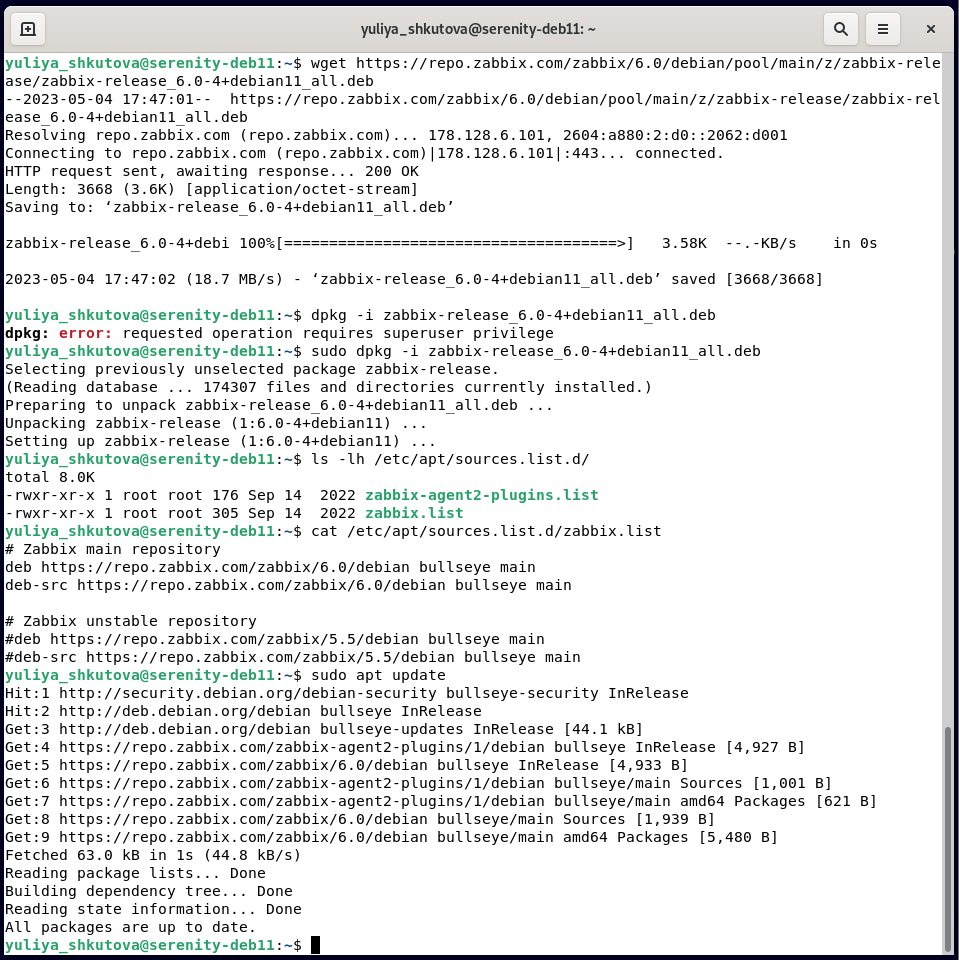 yuliya_shkutova@serenity-deb11: ~
yuliya_shkutova@serenity-deb11:~$ wget https://repo.zabbix.com/zabbix/6.0/debian/pool/main/z/zabbix-rele
ase/zabbix-release_6.0-4+debian11_all.deb
--2023-05-04 17:47:01--  https://repo.zabbix.com/zabbix/6.0/debian/pool/main/z/zabbix-release/zabbix-rel
ease_6.0-4+debian11_all.deb
Resolving repo.zabbix.com (repo.zabbix.com)... 178.128.6.101, 2604:a880:2:d0::2062:d001
Connecting to repo.zabbix.com (repo.zabbix.com)|178.128.6.101|:443... connected.
HTTP request sent, awaiting response... 200 OK
Length: 3668 (3.6K) [application/octet-stream]
Saving to: ‘zabbix-release_6.0-4+debian11_all.deb’
zabbix-release_6.0-4+debi 100%[=====================================>]   3.58K  --.-KB/s    in 0s
2023-05-04 17:47:02 (18.7 MB/s) - ‘zabbix-release_6.0-4+debian11_all.deb’ saved [3668/3668]
yuliya_shkutova@serenity-deb11:~$ dpkg -i zabbix-release_6.0-4+debian11_all.deb
dpkg: error: requested operation requires superuser privilege
yuliya_shkutova@serenity-deb11:~$ sudo dpkg -i zabbix-release_6.0-4+debian11_all.deb
Selecting previously unselected package zabbix-release.
(Reading database ... 174307 files and directories currently installed.)
Preparing to unpack zabbix-release_6.0-4+debian11_all.deb ...
Unpacking zabbix-release (1:6.0-4+debian11) ...
Setting up zabbix-release (1:6.0-4+debian11) ...
yuliya_shkutova@serenity-deb11:~$ ls -lh /etc/apt/sources.list.d/
total 8.0K
-rwxr-xr-x 1 root root 176 Sep 14  2022 zabbix-agent2-plugins.list
-rwxr-xr-x 1 root root 305 Sep 14  2022 zabbix.list
yuliya_shkutova@serenity-deb11:~$ cat /etc/apt/sources.list.d/zabbix.list
# Zabbix main repository
deb https://repo.zabbix.com/zabbix/6.0/debian bullseye main
deb-src https://repo.zabbix.com/zabbix/6.0/debian bullseye main
# Zabbix unstable repository
#deb https://repo.zabbix.com/zabbix/5.5/debian bullseye main
#deb-src https://repo.zabbix.com/zabbix/5.5/debian bullseye main
yuliya_shkutova@serenity-deb11:~$ sudo apt update
Hit:1 http://security.debian.org/debian-security bullseye-security InRelease
Hit:2 http://deb.debian.org/debian bullseye InRelease
Get:3 http://deb.debian.org/debian bullseye-updates InRelease [44.1 kB]
Get:4 https://repo.zabbix.com/zabbix-agent2-plugins/1/debian bullseye InRelease [4,927 B]
Get:5 https://repo.zabbix.com/zabbix/6.0/debian bullseye InRelease [4,933 B]
Get:6 https://repo.zabbix.com/zabbix-agent2-plugins/1/debian bullseye/main Sources [1,001 B]
Get:7 https://repo.zabbix.com/zabbix-agent2-plugins/1/debian bullseye/main amd64 Packages [621 B]
Get:8 https://repo.zabbix.com/zabbix/6.0/debian bullseye/main Sources [1,939 B]
Get:9 https://repo.zabbix.com/zabbix/6.0/debian bullseye/main amd64 Packages [5,480 B]
Fetched 63.0 kB in 1s (44.8 kB/s)
Reading package lists... Done
Building dependency tree... Done
Reading state information... Done
All packages are up to date.
yuliya_shkutova@serenity-deb11:~$